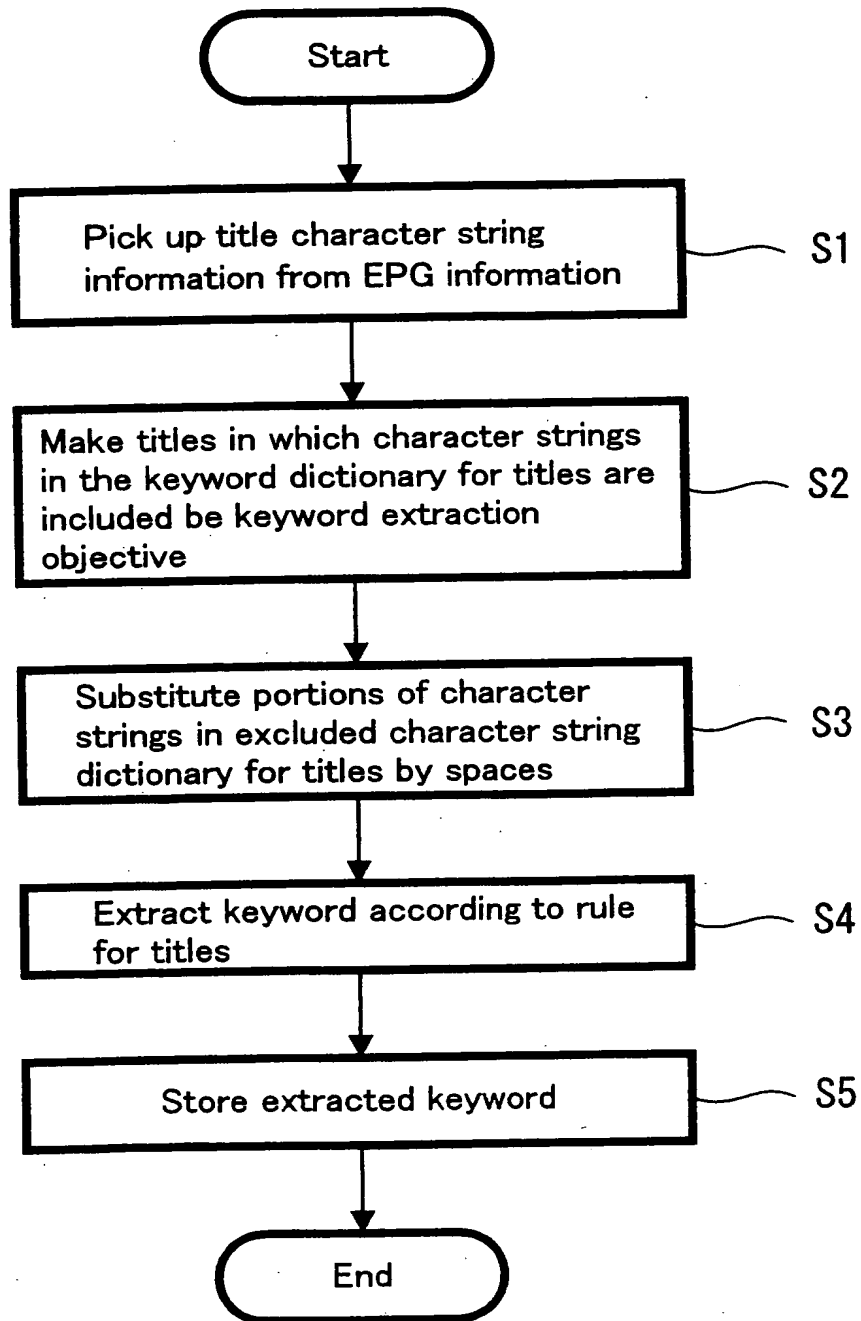 Start
Pick up title character string
information from EPG information
S1
Make titles in which character strings
in the keyword dictionary for titles are
included be keyword extraction
objective
S2
Substitute portions of character
strings in excluded character string
dictionary for titles by spaces
S3
Extract keyword according to rule
for titles
S4
Store extracted keyword
S5
End